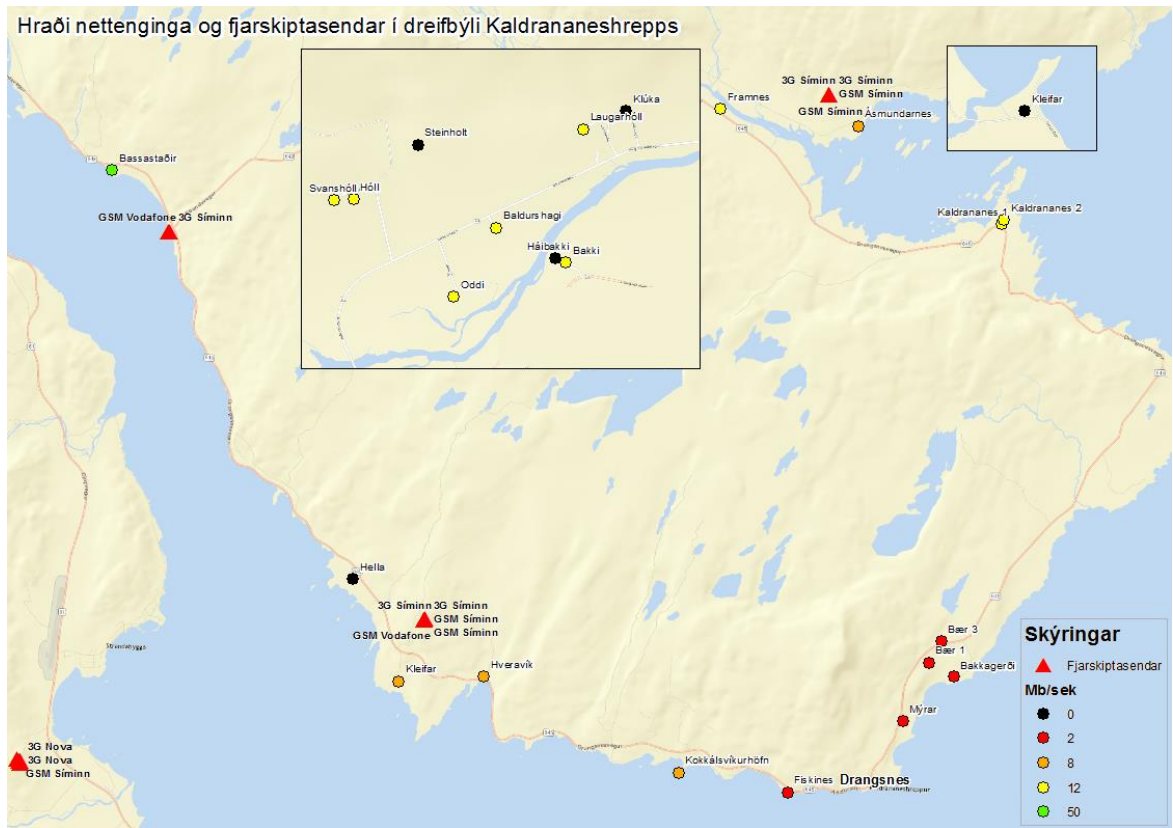 Hraði nettenginga og fjarskiptasendar í dreifbýli Kaldrananeshrepps
Klúka
Laugarhóll
Steinholt
Svanshóll
Hóll
Baldurshagi
Háibakki
Bakki
Oddi
Framnes
3G Síminn 3G Síminn
GSM Síminn
GSM Síminn
Ásmundarnes
Kleifar
Bassastaðir
GSM Vodafone 3G Síminn
Kaldrananes 1
Kaldrananes 2
Hella
3G Síminn 3G Síminn
GSM Síminn
GSM Vodafone GSM Síminn
Kleifar
Hveravík
Bær 3
Bær 1
Bakkagerði
Mýrar
Kokkálsvíkurhöfn
Fiskines
Drangsnes
Strandabyggð
3G Nova
3G Nova
GSM Síminn
Skýringar
Fjarskiptasendar
Mb/sek
0
2
8
12
50